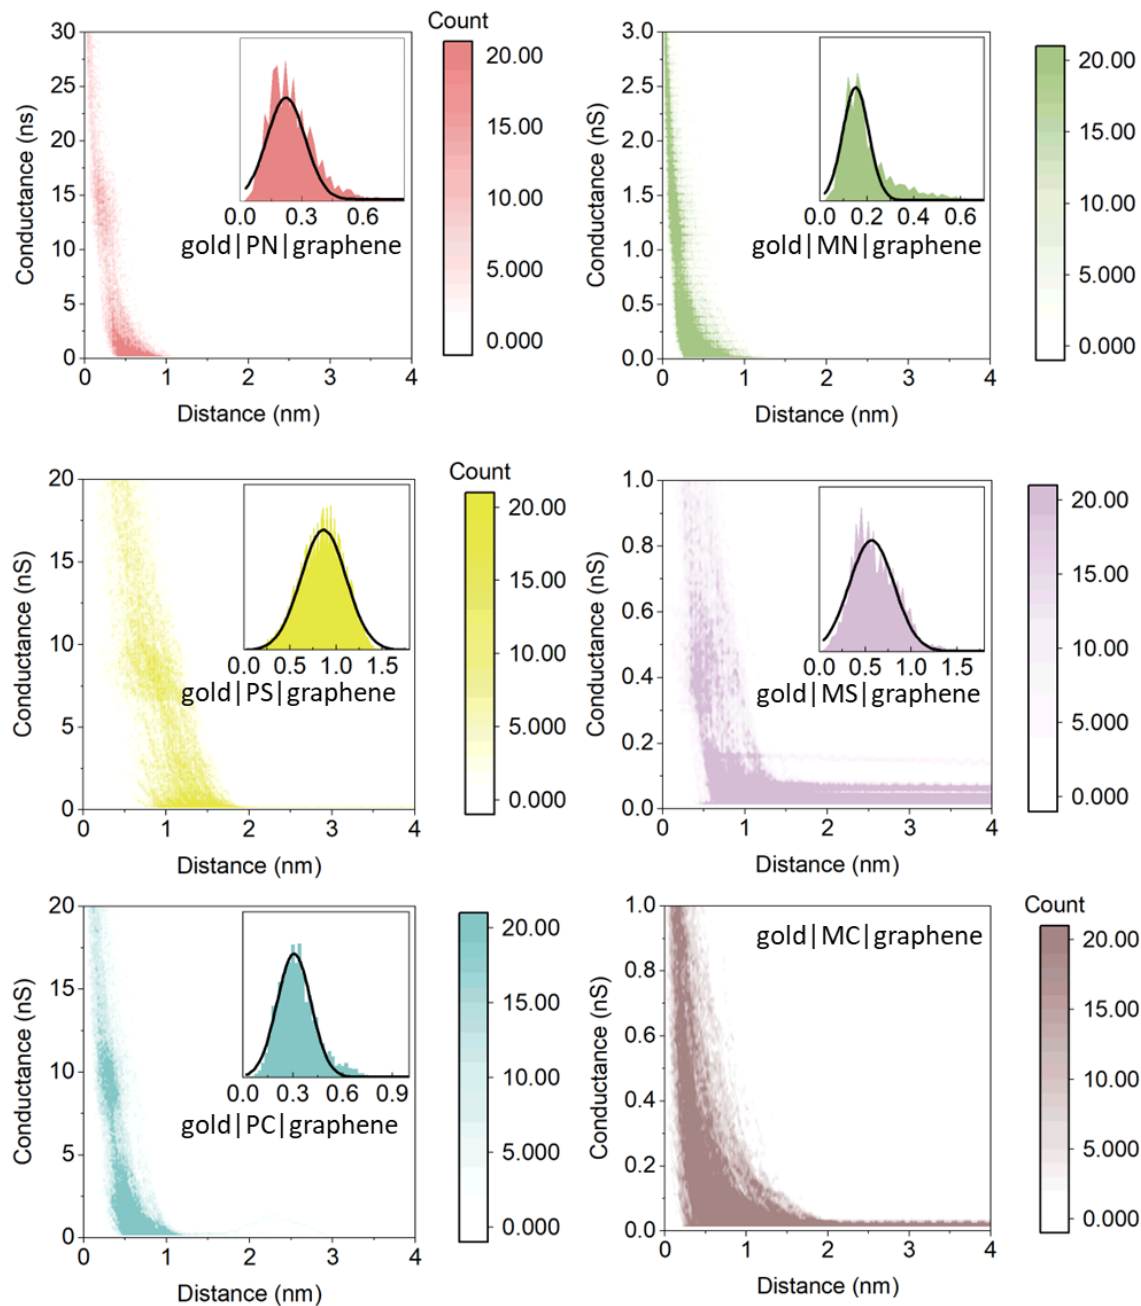 Count
30
25
20
15
10
5
0
0 1 2 3 4
Conductance (ns)
Distance (nm)
0.0 0.3 0.6
gold|PN|graphene
20.00
15.00
10.00
5.000
0.000
3.0
2.5
2.0
1.5
1.0
0.5
0.0
0 1 2 3 4
Conductance (nS)
Distance (nm)
0.0 0.2 0.4 0.6
gold|MN|graphene
20.00
15.00
10.00
5.000
0.000
Count
20
15
10
5
0
0 1 2 3 4
Conductance (nS)
Distance (nm)
0.0 0.5 1.0 1.5
gold|PS|graphene
20.00
15.00
10.00
5.000
0.000
1.0
0.8
0.6
0.4
0.2
0.0
0 1 2 3 4
Conductance (nS)
Distance (nm)
0.0 0.5 1.0 1.5
gold|MS|graphene
20.00
15.00
10.00
5.000
0.000
20
15
10
5
0
0 1 2 3 4
Conductance (nS)
Distance (nm)
0.0 0.3 0.6 0.9
gold|PC|graphene
20.00
15.00
10.00
5.000
0.000
Count
1.0
0.8
0.6
0.4
0.2
0.0
0 1 2 3 4
Conductance (nS)
Distance (nm)
gold|MC|graphene
20.00
15.00
10.00
5.000
0.000